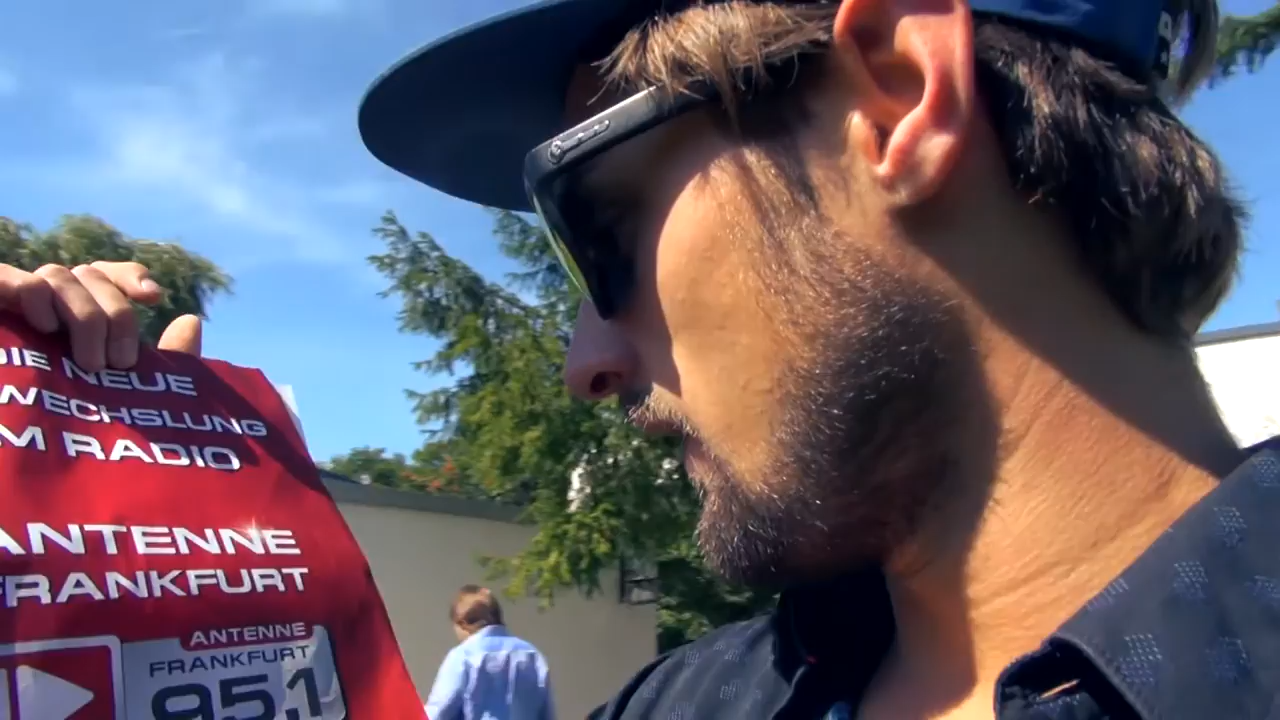 DIE NEUE
WECHSLUNG
M RADIO
ANTENNE
FRANKFURT
ANTENNE
FRANKFURT
95,1